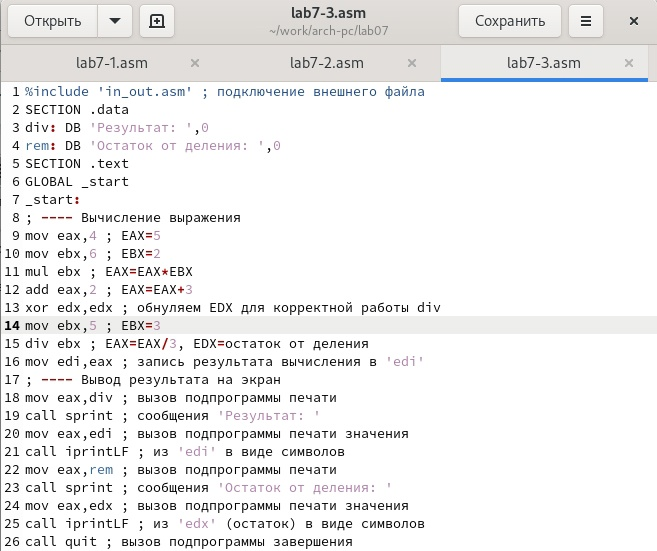 Открыть
lab7-3.asm
~/work/arch-pc/lab07
Сохранить
lab7-1.asm
lab7-2.asm
lab7-3.asm
1 %include 'in_out.asm' ; подключение внешнего файла
2 SECTION .data
3 div: DB 'Результат: ',0
4 rem: DB 'Остаток от деления: ',0
5 SECTION .text
6 GLOBAL _start
7 _start:
8 ; ---- Вычисление выражения
9 mov eax,4 ; EAX=5
10 mov ebx,6 ; EBX=2
11 mul ebx ; EAX=EAX*EBX
12 add eax,2 ; EAX=EAX+3
13 xor edx,edx ; обнуляем EDX для корректной работы div
14 mov ebx,5 ; EBX=3
15 div ebx ; EAX=EAX/3, EDX=остаток от деления
16 mov edi,eax ; запись результата вычисления в 'edi'
17 ; ---- Вывод результата на экран
18 mov eax,div ; вызов подпрограммы печати
19 call sprint ; сообщения 'Результат: '
20 mov eax,edi ; вызов подпрограммы печати значения
21 call iprintLF ; из 'edi' в виде символов
22 mov eax,rem ; вызов подпрограммы печати
23 call sprint ; сообщения 'Остаток от деления: '
24 mov eax,edx ; вызов подпрограммы печати значения
25 call iprintLF ; из 'edx' (остаток) в виде символов
26 call quit ; вызов подпрограммы завершения